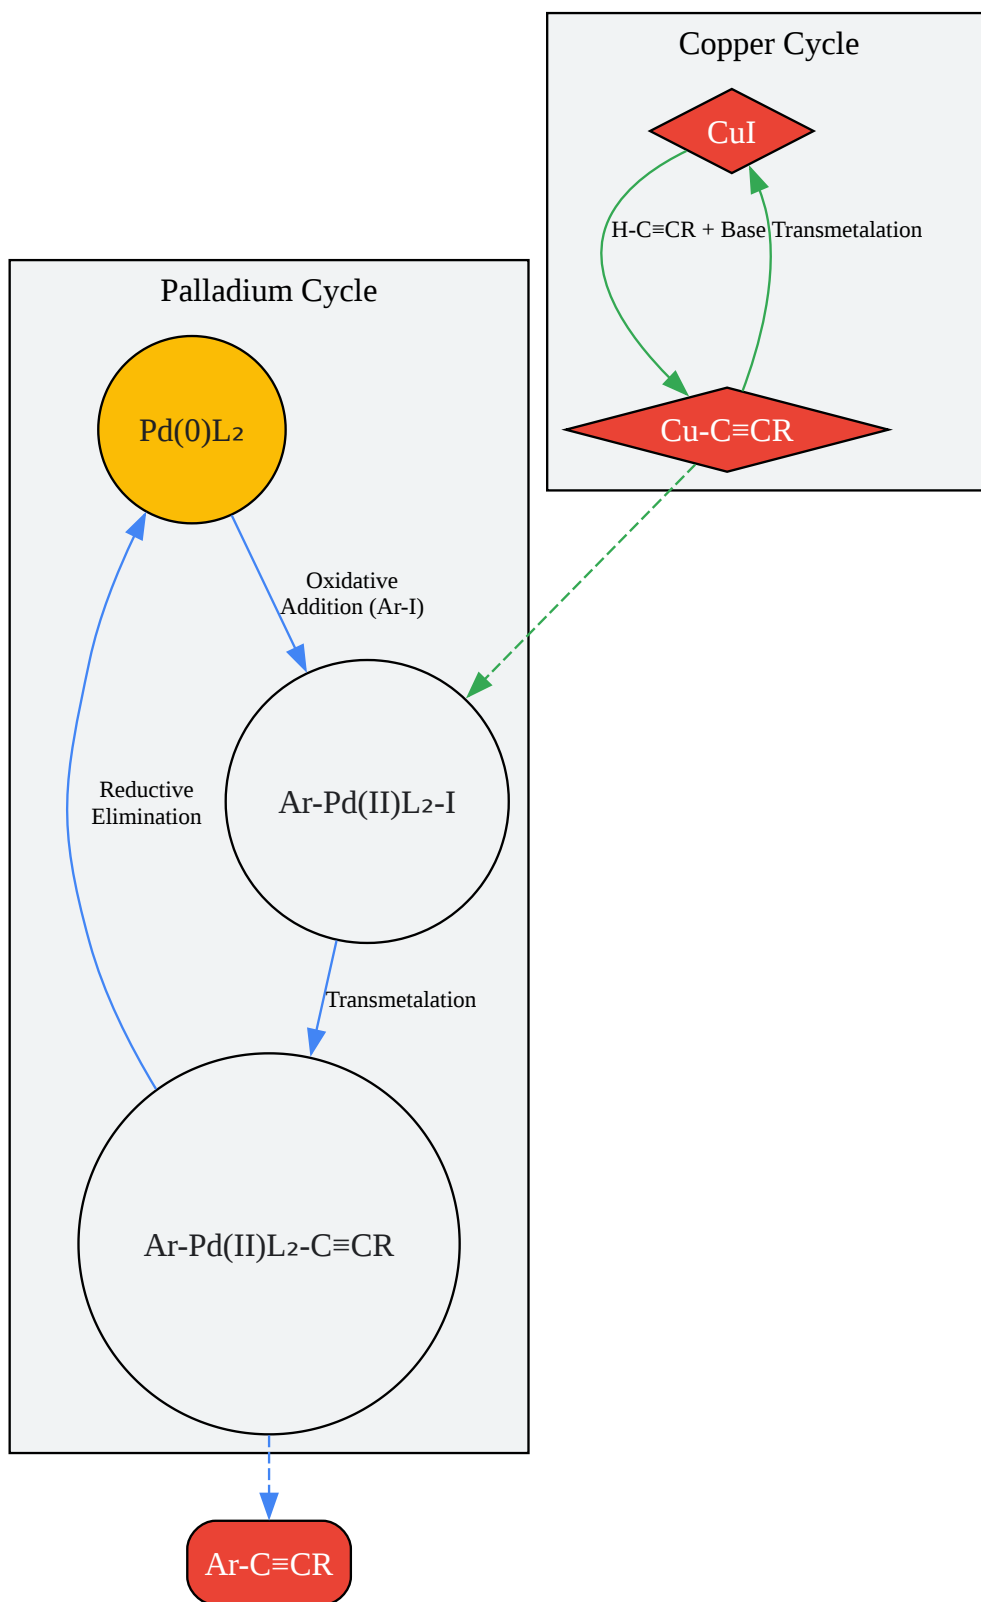 Copper Cycle
CuI
H-C≡CR + Base
Transmetalation
Cu-C≡CR
Palladium Cycle
Pd(0)L₂
Oxidative
Addition (Ar-I)
Ar-Pd(II)L₂-I
Reductive
Elimination
Transmetalation
Ar-Pd(II)L₂-C≡CR
Ar-C≡CR